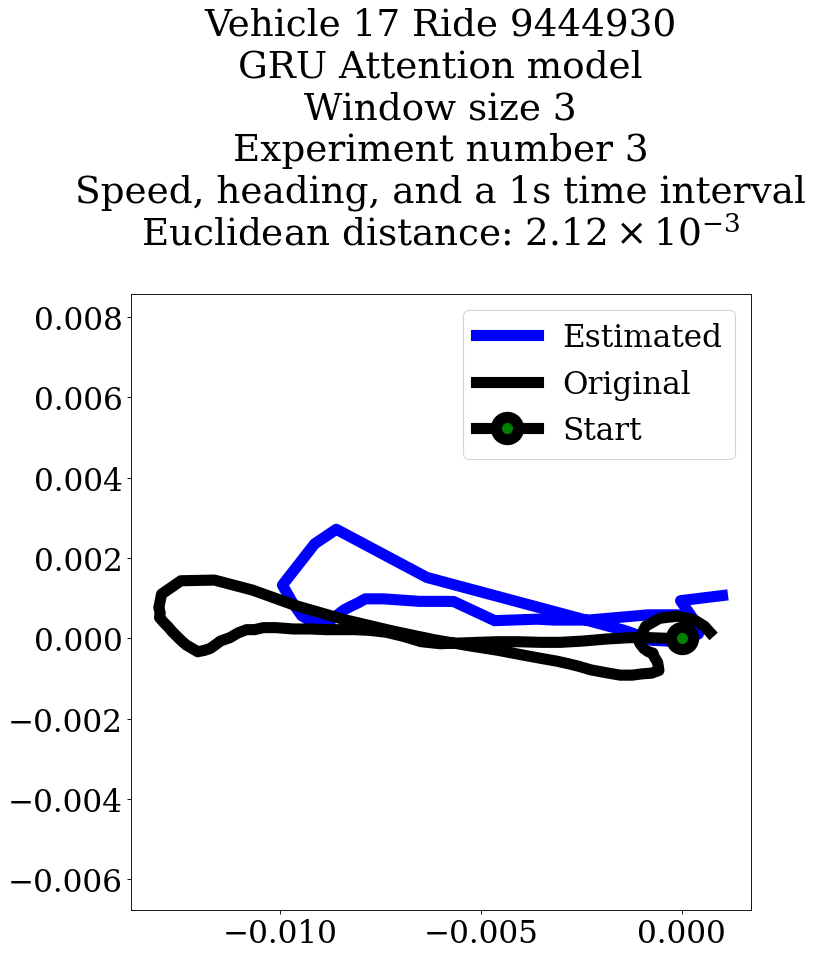 Vehicle 17 Ride 9444930
GRU Attention model
Window size 3
Experiment number 3
Speed, heading, and a 1s time interval
Euclidean distance: 2.12 × 10⁻³
Estimated
Original
Start
0.008
0.006
0.004
0.002
0.000
−0.002
−0.004
−0.006
−0.010 −0.005 0.000